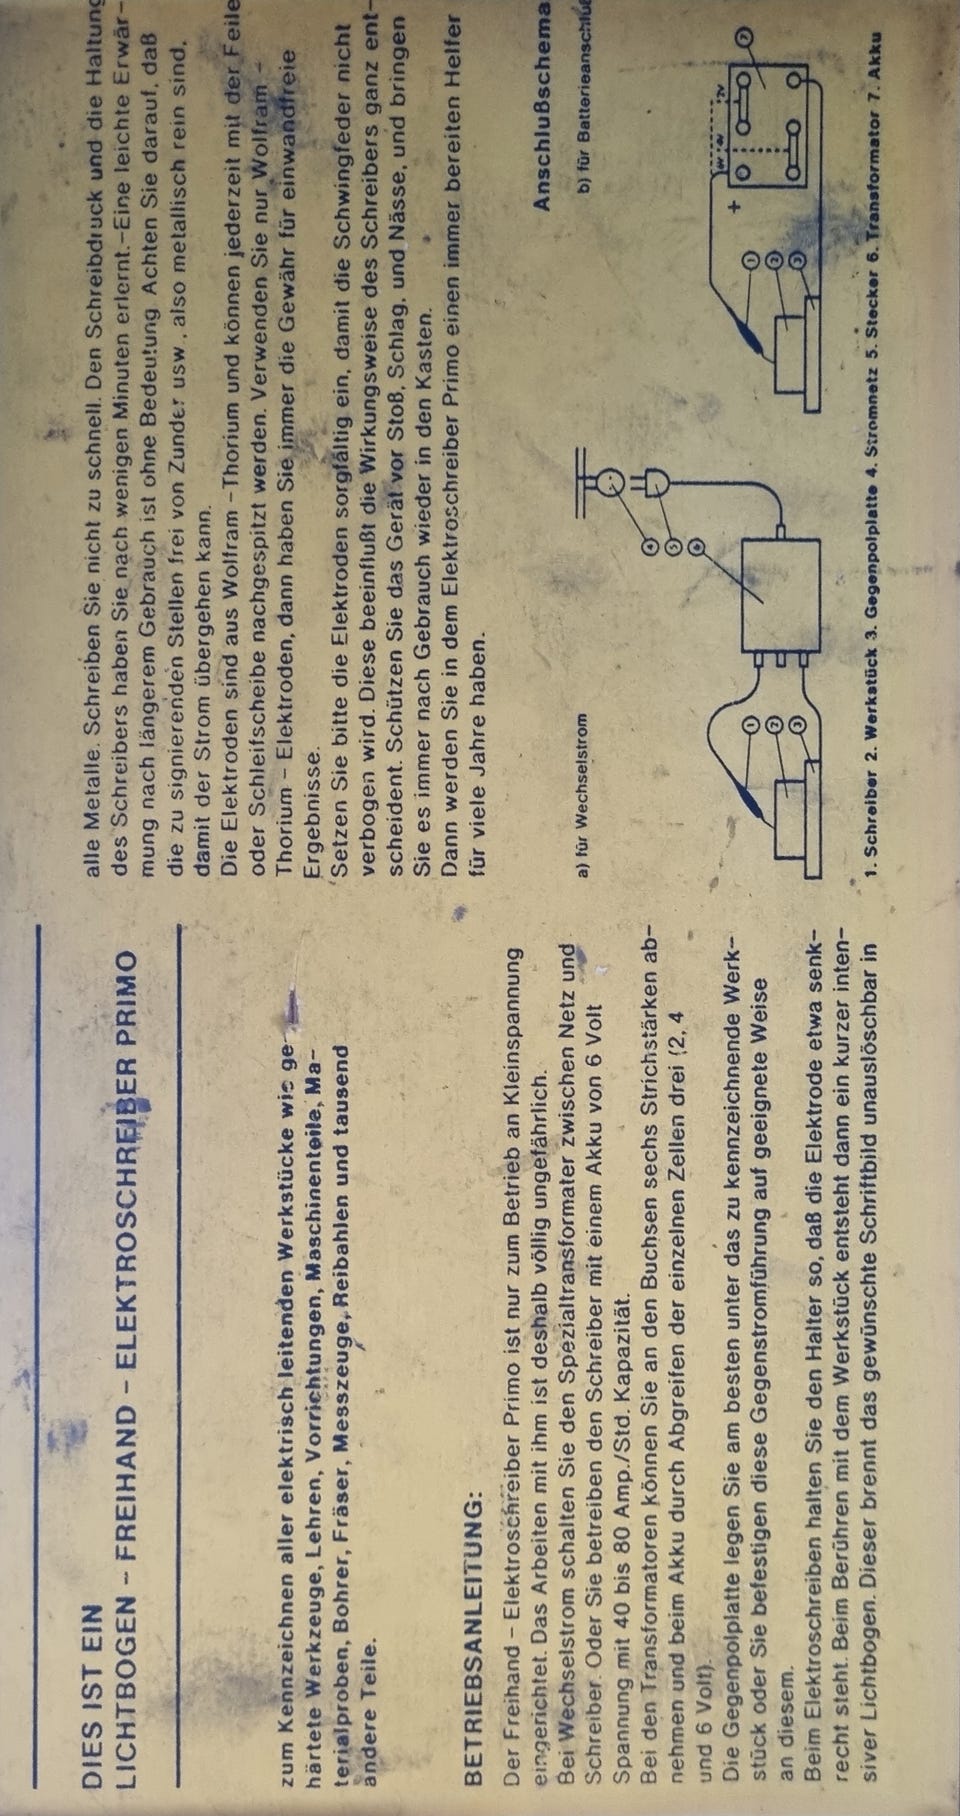 DIES IST EIN
LICHTBOGEN – FREIHAND – ELEKTROSCHREIBER PRIMO
zum Kennzeichnen aller elektrisch leitenden Werkstücke wie ge-
härtete Werkzeuge, Lehren, Vorrichtungen, Maschinenteile, Ma-
terialproben, Bohrer, Fräser, Messzeuge, Reibahlen und tausend
andere Teile.
BETRIEBSANLEITUNG:
Der Freihand – Elektroschreiber Primo ist nur zum Betrieb an Kleinspannung
eingerichtet. Das Arbeiten mit ihm ist deshalb völlig ungefährlich.
Bei Wechselstrom schalten Sie den Spezialtransformater zwischen Netz und
Schreiber. Oder Sie betreiben den Schreiber mit einem Akku von 6 Volt
Spannung mit 40 bis 80 Amp./Std. Kapazität.
Bei den Transformatoren können Sie an den Buchsen sechs Strichstärken ab-
nehmen und beim Akku durch Abgreifen der einzelnen Zellen drei (2, 4
und 6 Volt).
Die Gegenpolplatte legen Sie am besten unter das zu kennzeichnende Werk-
stück oder Sie befestigen diese Gegenstromführung auf geeignete Weise
an diesem.
Beim Elektroschreiben halten Sie den Halter so, daß die Elektrode etwa senk-
recht steht. Beim Berühren mit dem Werkstück entsteht dann ein kurzer inten-
siver Lichtbogen. Dieser brennt das gewünschte Schriftbild unauslöschbar in
alle Metalle. Schreiben Sie nicht zu schnell. Den Schreibdruck und die Haltung
des Schreibers haben Sie nach wenigen Minuten erlernt.–Eine leichte Erwär-
mung nach längerem Gebrauch ist ohne Bedeutung. Achten Sie darauf, daß
die zu signierenden Stellen frei von Zunder usw., also metallisch rein sind,
damit der Strom übergehen kann.
Die Elektroden sind aus Wolfram –Thorium und können jederzeit mit der Feile
oder Schleifscheibe nachgespitzt werden. Verwenden Sie nur Wolfram –
Thorium – Elektroden, dann haben Sie immer die Gewähr für einwandfreie
Ergebnisse.
Setzen Sie bitte die Elektroden sorgfältig ein, damit die Schwingfeder nicht
verbogen wird. Diese beeinflußt die Wirkungsweise des Schreibers ganz ent-
scheident. Schützen Sie das Gerät vor Stoß, Schlag, und Nässe, und bringen
Sie es immer nach Gebrauch wieder in den Kasten.
Dann werden Sie in dem Elektroschreiber Primo einen immer bereiten Helfer
für viele Jahre haben.
Anschlußschema
a) für Wechselstrom
b) für Batterieanschluß
4
5
6
1
2
3
7
+
6V 4V 2V
1
2
3
1. Schreiber 2. Werkstück 3. Gegenpolplatte 4. Stromnetz 5. Stecker 6. Transformator 7. Akku